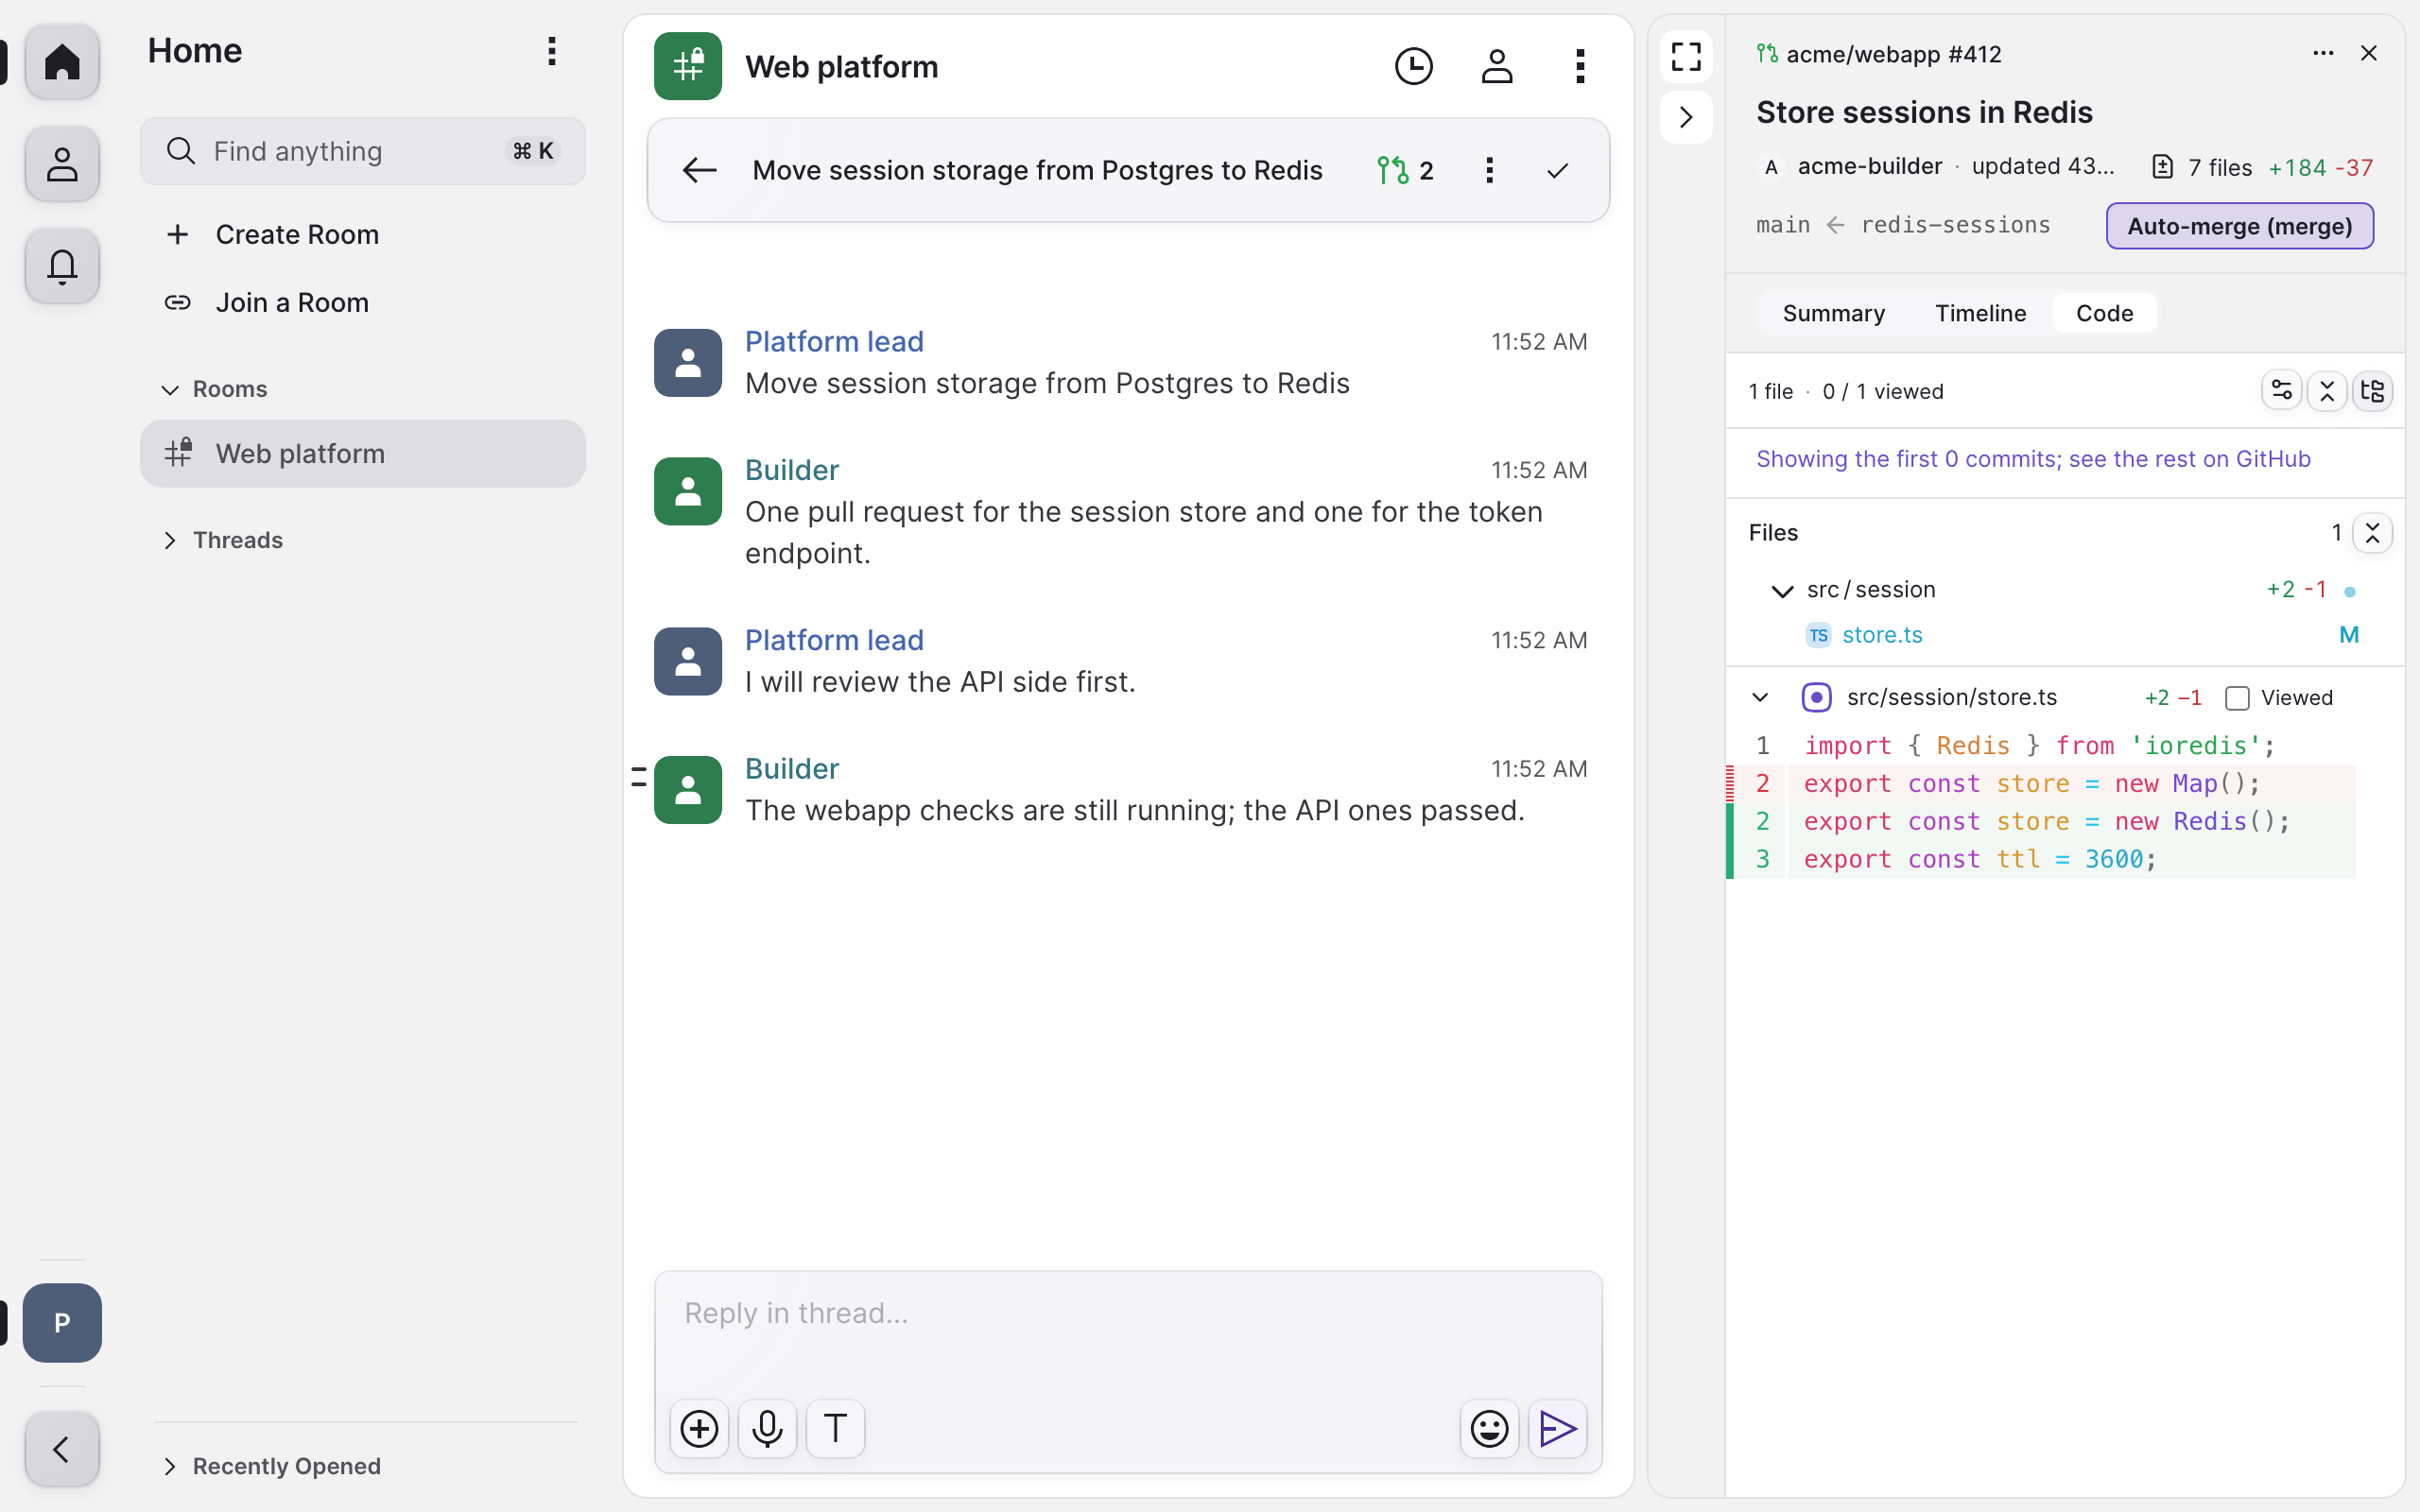 Home
Find anything
⌘ K
Create Room
Join a Room
Rooms
Web platform
Threads
P
Recently Opened
Web platform
Move session storage from Postgres to Redis
2
Platform lead
11:52 AM
Move session storage from Postgres to Redis
Builder
11:52 AM
One pull request for the session store and one for the token
endpoint.
Platform lead
11:52 AM
I will review the API side first.
Builder
11:52 AM
The webapp checks are still running; the API ones passed.
Reply in thread...
acme/webapp #412
Store sessions in Redis
A acme-builder · updated 43... 7 files +184 -37
main ← redis-sessions
Auto-merge (merge)
Summary
Timeline
Code
1 file · 0 / 1 viewed
Showing the first 0 commits; see the rest on GitHub
Files
1
src/session
+2 -1
TS store.ts
M
src/session/store.ts
+2 −1
Viewed
1 import { Redis } from 'ioredis';
2 export const store = new Map();
2 export const store = new Redis();
3 export const ttl = 3600;